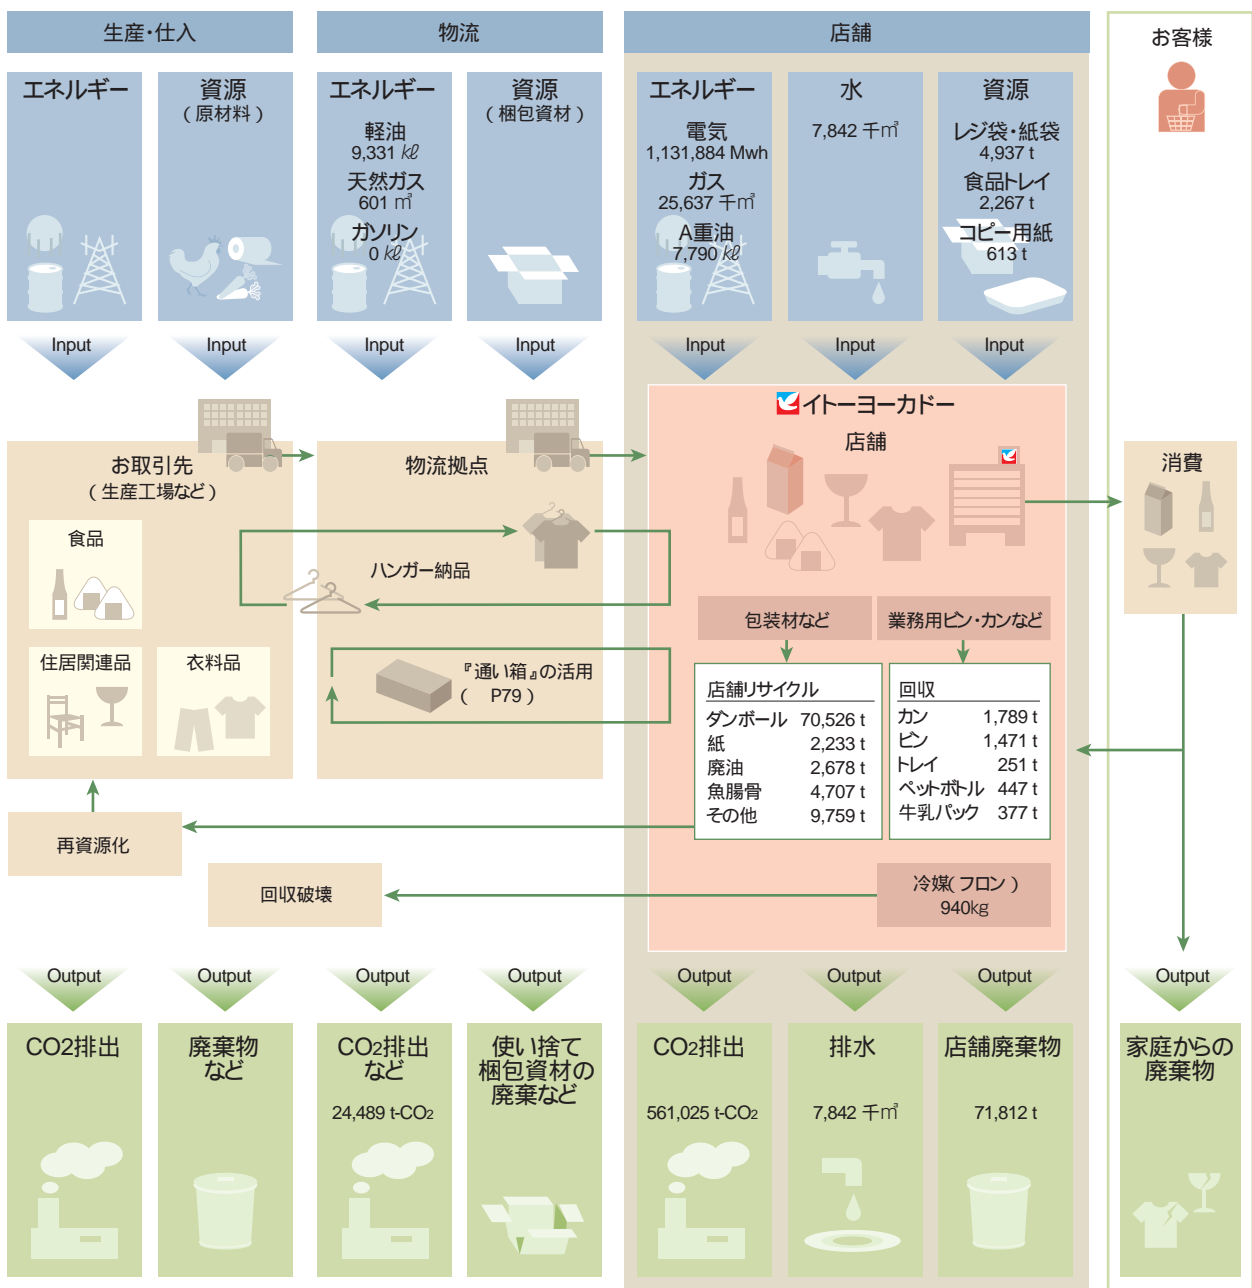 生産・仕入
物流
店舗
お客様
エネルギー
資源
（原材料）
エネルギー
軽油
9,331 ㎘
天然ガス
601 ㎥
ガソリン
0 ㎘
資源
（梱包資材）
エネルギー
電気
1,131,884 Mwh
ガス
25,637 千㎥
A重油
7,790 ㎘
水
7,842 千㎥
資源
レジ袋・紙袋
4,937 t
食品トレイ
2,267 t
コピー用紙
613 t
Input
Input
Input
Input
Input
Input
Input
お取引先
（生産工場など）
食品
住居関連品
衣料品
物流拠点
ハンガー納品
『通い箱』の活用
（　P79）
イトーヨーカドー
店舗
包装材など
業務用ビン・カンなど
店舗リサイクル
ダンボール 70,526 t
紙 2,233 t
廃油 2,678 t
魚腸骨 4,707 t
その他 9,759 t
回収
カン 1,789 t
ビン 1,471 t
トレイ 251 t
ペットボトル 447 t
牛乳パック 377 t
消費
再資源化
回収破壊
冷媒（フロン）
940kg
Output
Output
Output
Output
Output
Output
Output
Output
CO2排出
廃棄物
など
CO2排出
など
24,489 t-CO2
使い捨て
梱包資材の
廃棄など
CO2排出
561,025 t-CO2
排水
7,842 千㎥
店舗廃棄物
71,812 t
家庭からの
廃棄物